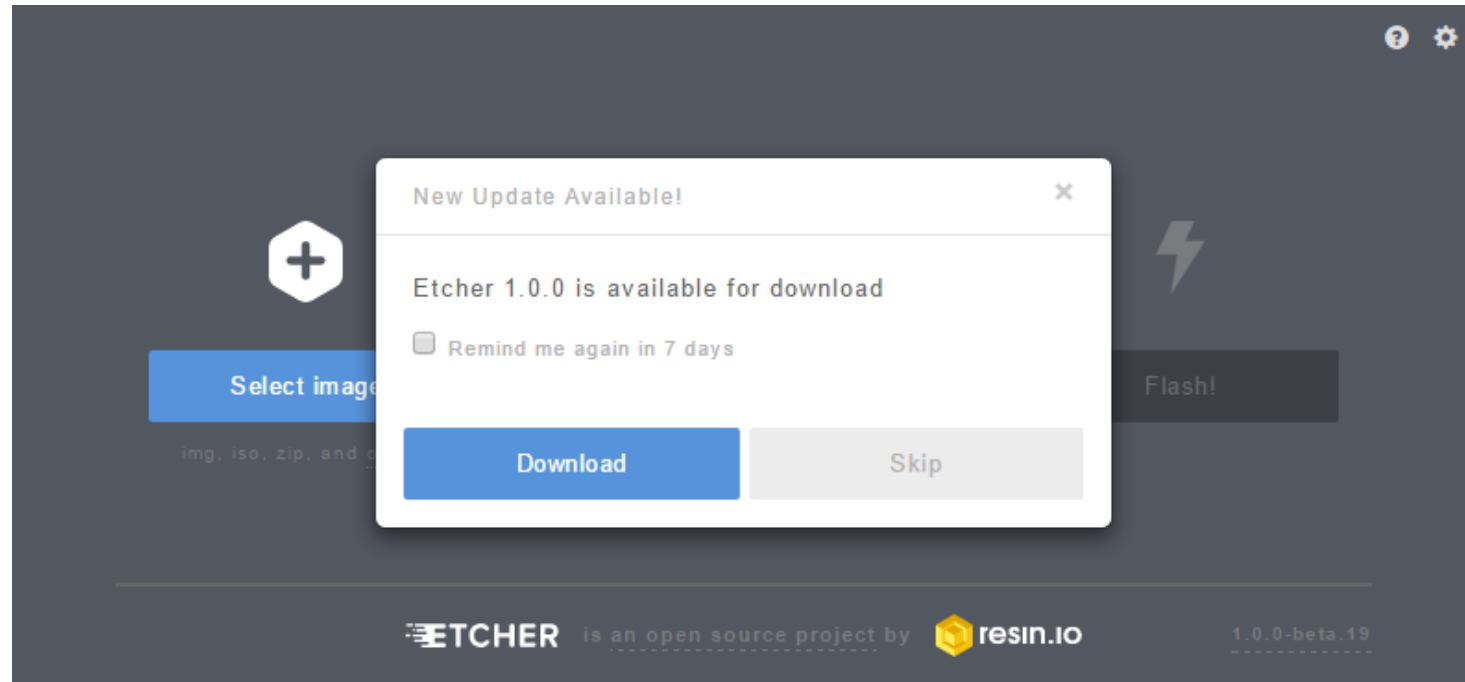 New Update Available!
Etcher 1.0.0 is available for download
Remind me again in 7 days
Select image
Flash!
img, iso, zip, and
Download
Skip
ETCHER is an open source project by resin.io
1.0.0-beta.19